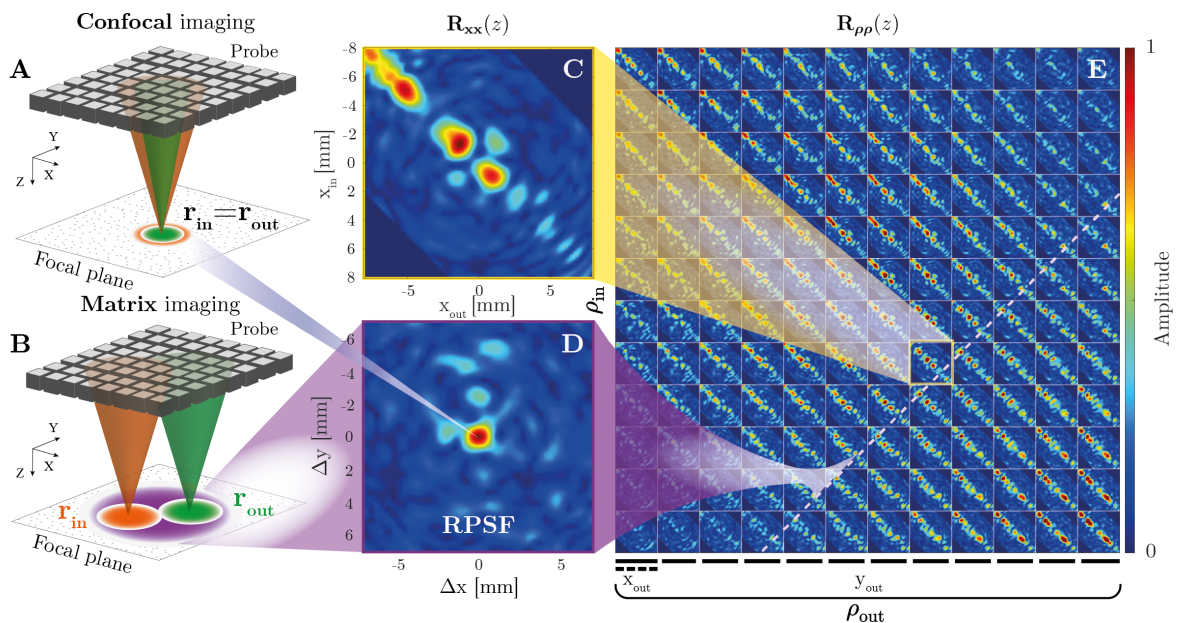 Confocal imaging
Probe
A
Y
X
Z
r_in=r_out
Focal plane
Matrix imaging
Probe
B
Y
X
Z
r_in
r_out
Focal plane
R_xx(z)
C
-8
-6
-4
-2
0
2
4
6
8
x_in [mm]
-5
0
5
x_out [mm]
D
-6
-4
-2
0
2
4
6
Δy [mm]
RPSF
-5
0
5
Δx [mm]
R_ρρ(z)
E
ρ_in
x_out
y_out
ρ_out
1
Amplitude
0